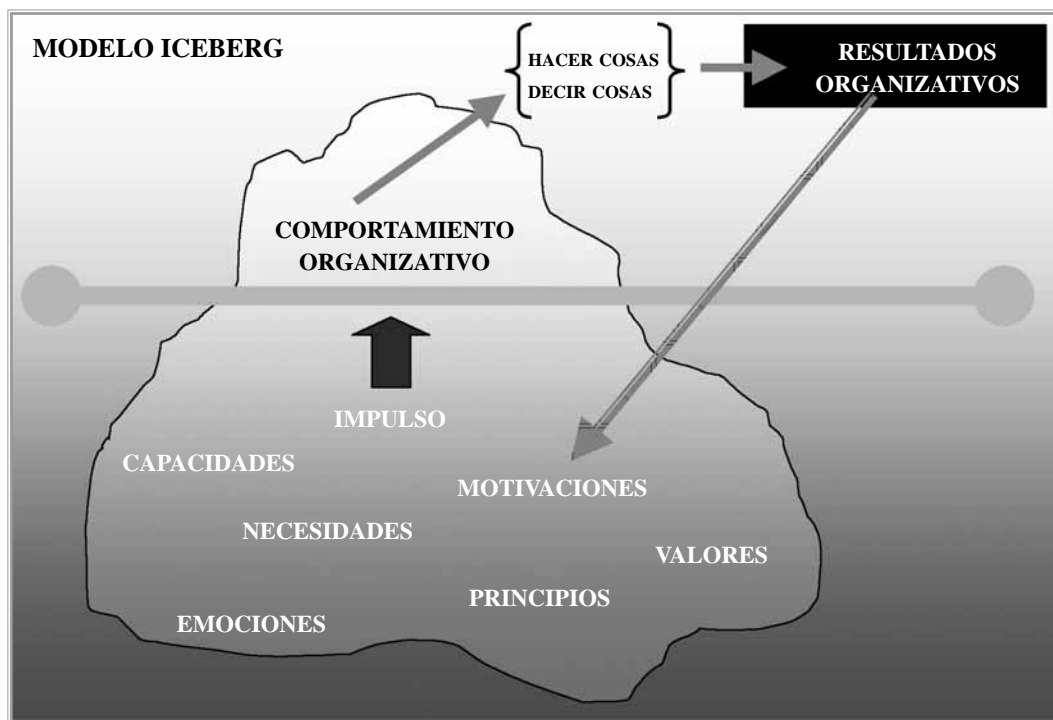 MODELO ICEBERG
HACER COSAS
DECIR COSAS
RESULTADOS
ORGANIZATIVOS
COMPORTAMIENTO
ORGANIZATIVO
IMPULSO
CAPACIDADES
MOTIVACIONES
NECESIDADES
VALORES
PRINCIPIOS
EMOCIONES